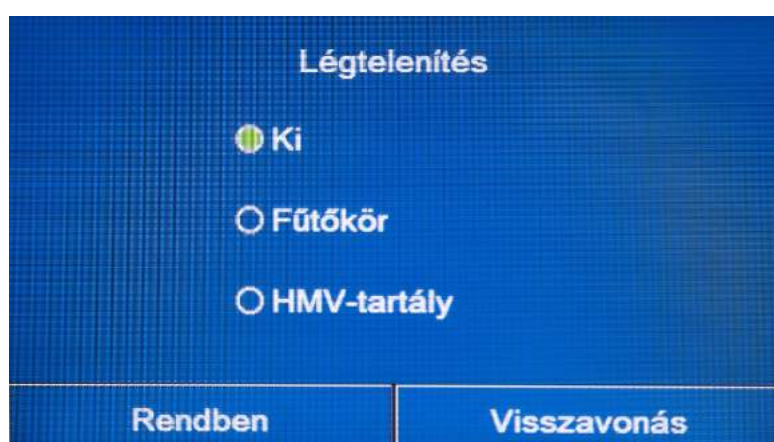 Légtelenítés
Ki
Fűtőkör
HMV-tartály
Rendben
Visszavonás